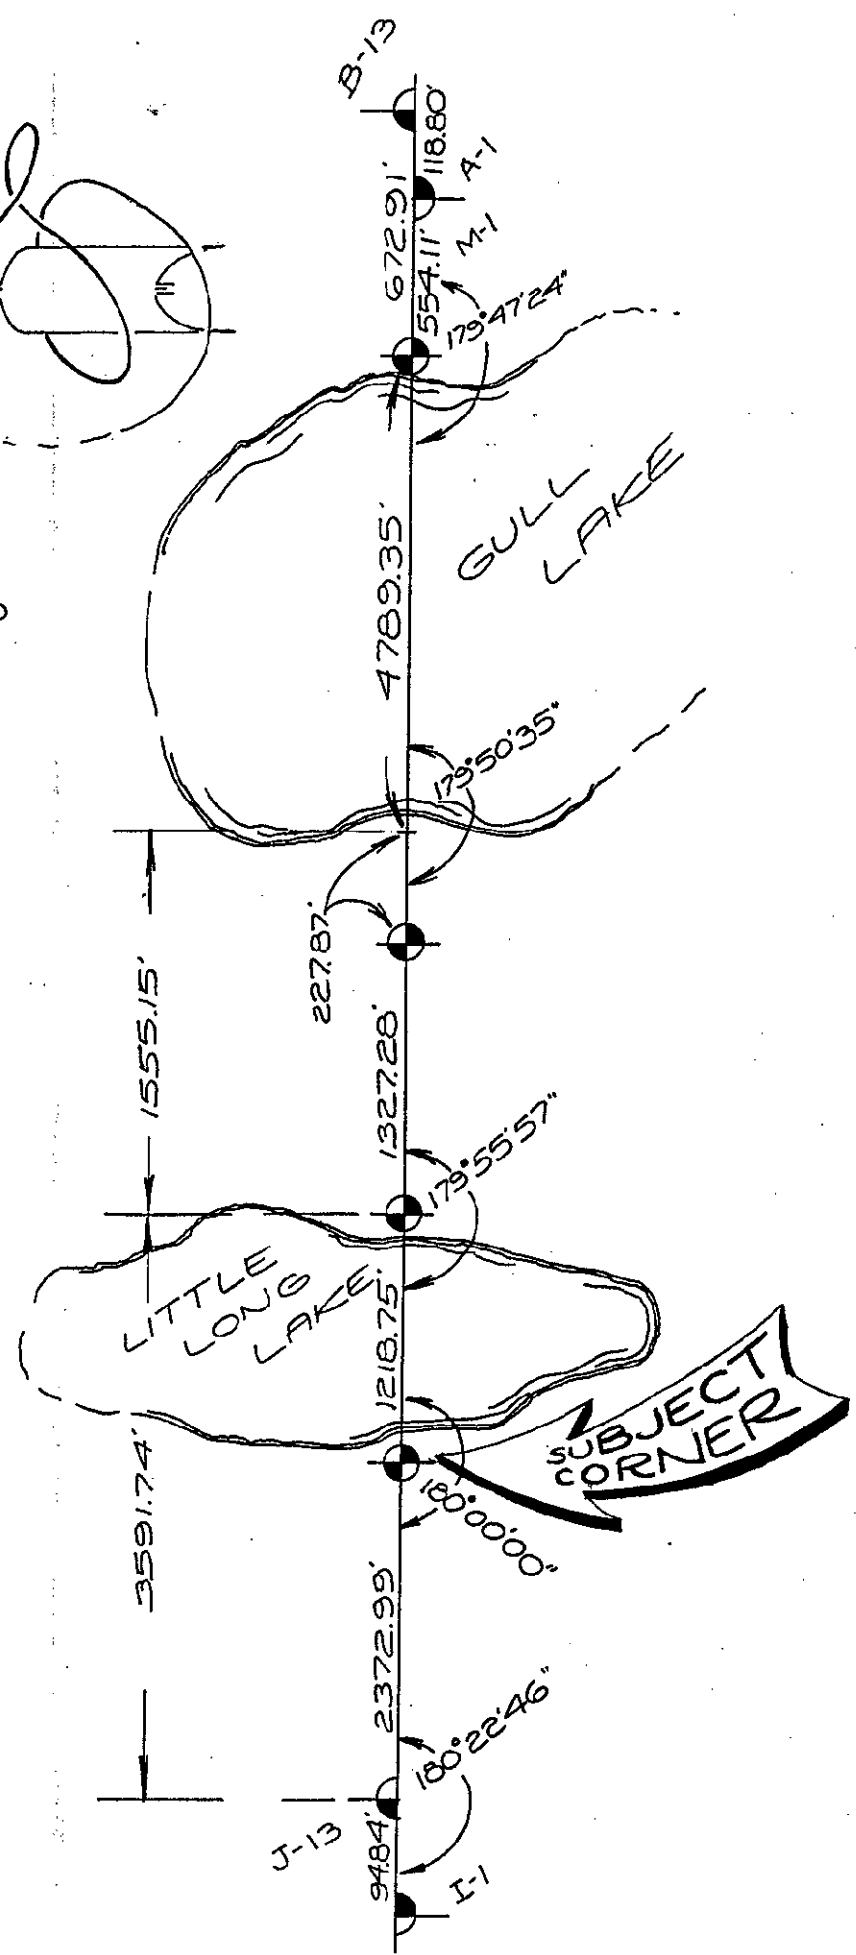 B-13
118.80'
A-1
672.91'
554.11'
M-1
179°47'24"
GULL
LAKE
4789.35'
179°50'35"
227.87'
1555.15'
1327.28'
179°55'57"
LITTLE
LONG
LAKE
1218.75'
3591.74'
SUBJECT
CORNER
180°00'00"
2372.99'
180°22'46"
J-13
94.84'
I-1